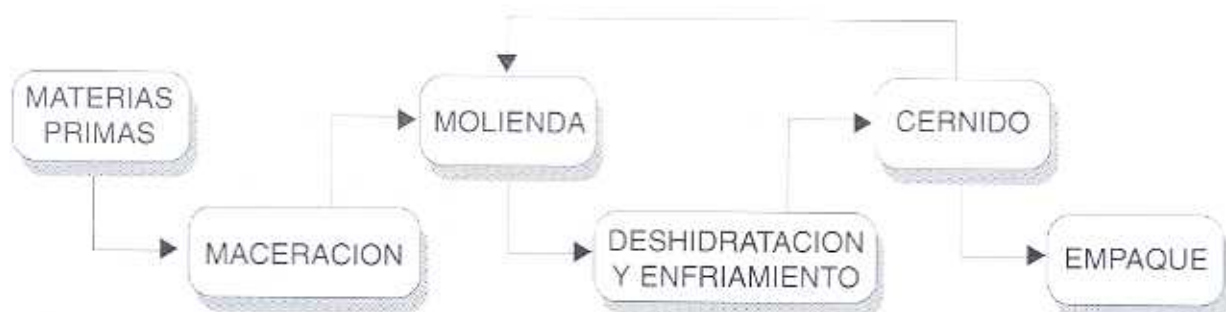 MATERIAS
PRIMAS
MACERACION
MOLIENDA
DESHIDRATACION
Y ENFRIAMIENTO
CERNIDO
EMPAQUE